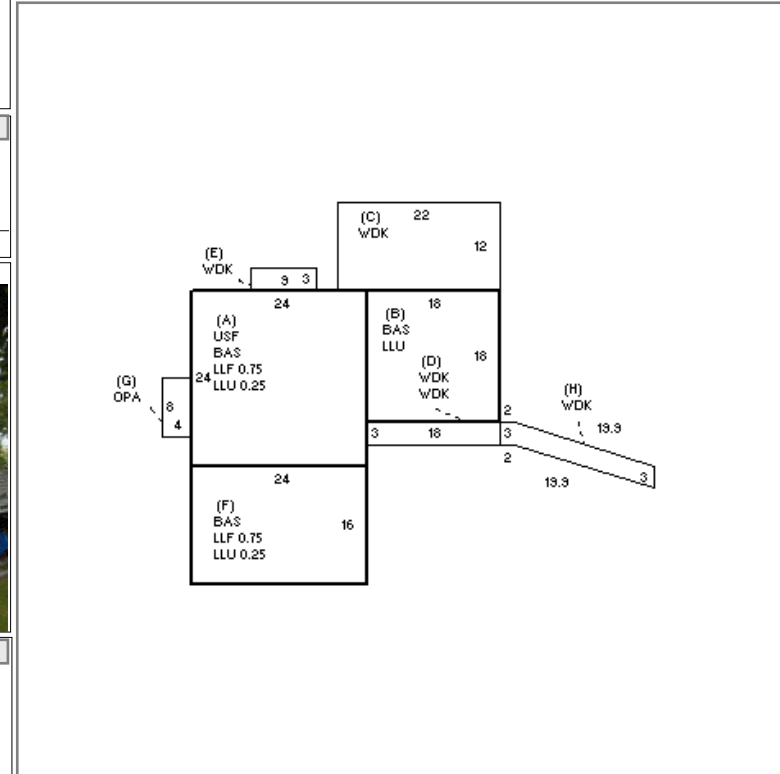 (C)
WDK
22
12
(E)
WDK
9 3
24
(A)
USF
BAS
LLF 0.75
LLU 0.25
24
18
(B)
BAS
LLU
18
(D)
WDK
WDK
(G)
OPA
8
4
2
(H)
WDK
19.9
3 18 3
2
19.9
3
24
(F)
BAS
LLF 0.75
LLU 0.25
16